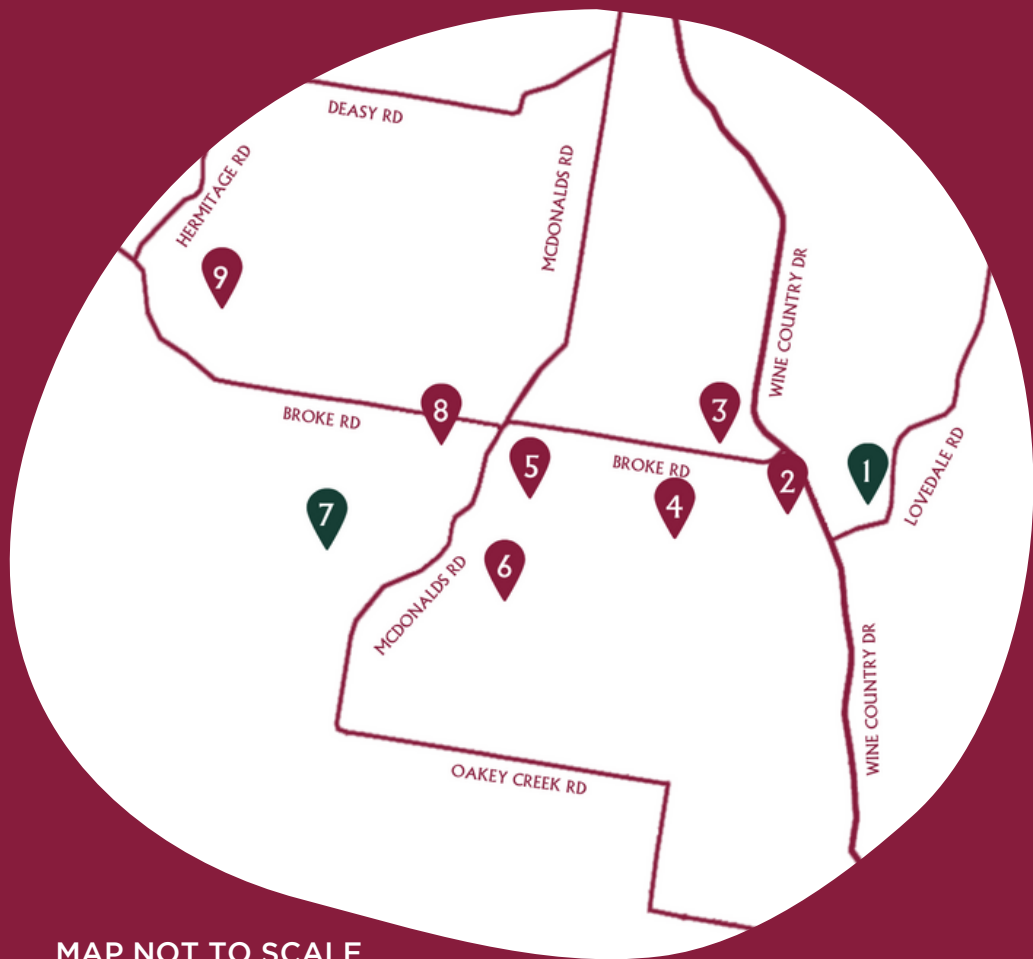 DEASY RD
HERMITAGE RD
MCDONALDS RD
WINE COUNTRY DR
9
BROKE RD
8
3
5
BROKE RD
2
1
LOVEDALE RD
4
7
6
MCDONALDS RD
WINE COUNTRY DR
OAKEY CREEK RD
MAP NOT TO SCALE